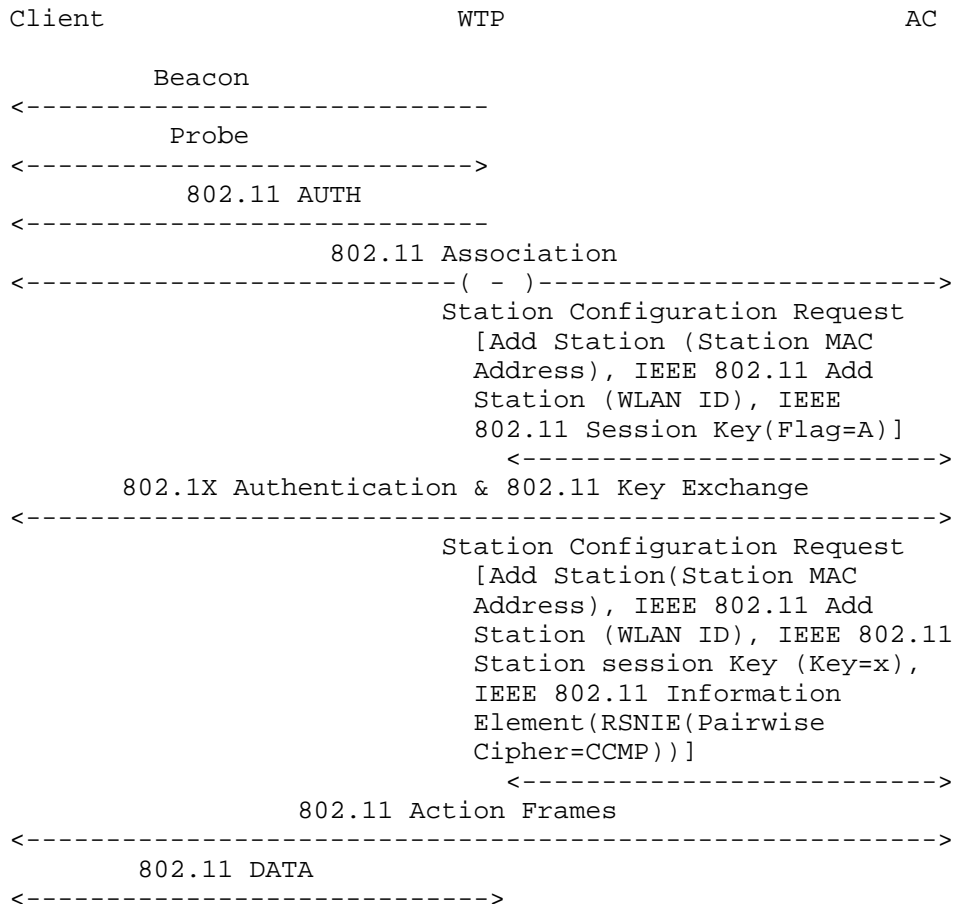 Client WTP AC
Beacon
<-----------------------------
Probe
<---------------------------->
802.11 AUTH
<-----------------------------
802.11 Association
<---------------------------( - )------------------------->
Station Configuration Request
[Add Station (Station MAC
Address), IEEE 802.11 Add
Station (WLAN ID), IEEE
802.11 Session Key(Flag=A)]
<-------------------------->
802.1X Authentication & 802.11 Key Exchange
<--------------------------------------------------------->
Station Configuration Request
[Add Station(Station MAC
Address), IEEE 802.11 Add
Station (WLAN ID), IEEE 802.11
Station session Key (Key=x),
IEEE 802.11 Information
Element(RSNIE(Pairwise
Cipher=CCMP))]
<-------------------------->
802.11 Action Frames
<--------------------------------------------------------->
802.11 DATA
<----------------------------->